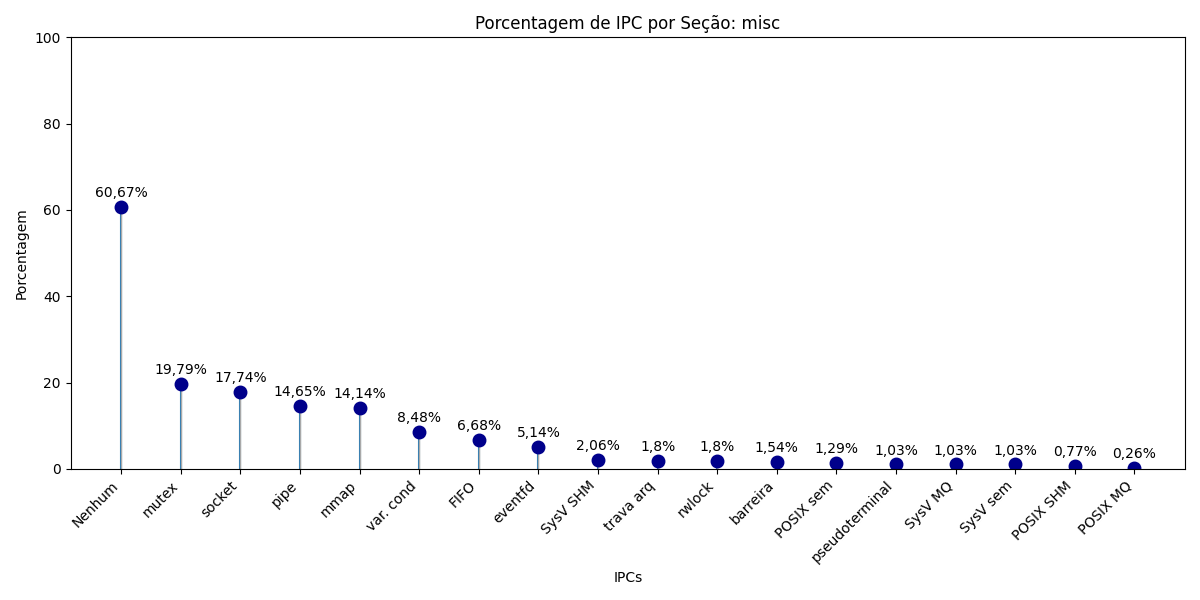 Porcentagem de IPC por Seção: misc
Porcentagem
100
80
60
40
20
0
60,67%
19,79%
17,74%
14,65%
14,14%
8,48%
6,68%
5,14%
2,06%
1,8%
1,8%
1,54%
1,29%
1,03%
1,03%
1,03%
0,77%
0,26%
Nenhum
mutex
socket
pipe
mmap
var. cond
FIFO
eventfd
SysV SHM
trava arq
rwlock
barreira
POSIX sem
pseudoterminal
SysV MQ
SysV sem
POSIX SHM
POSIX MQ
IPCs